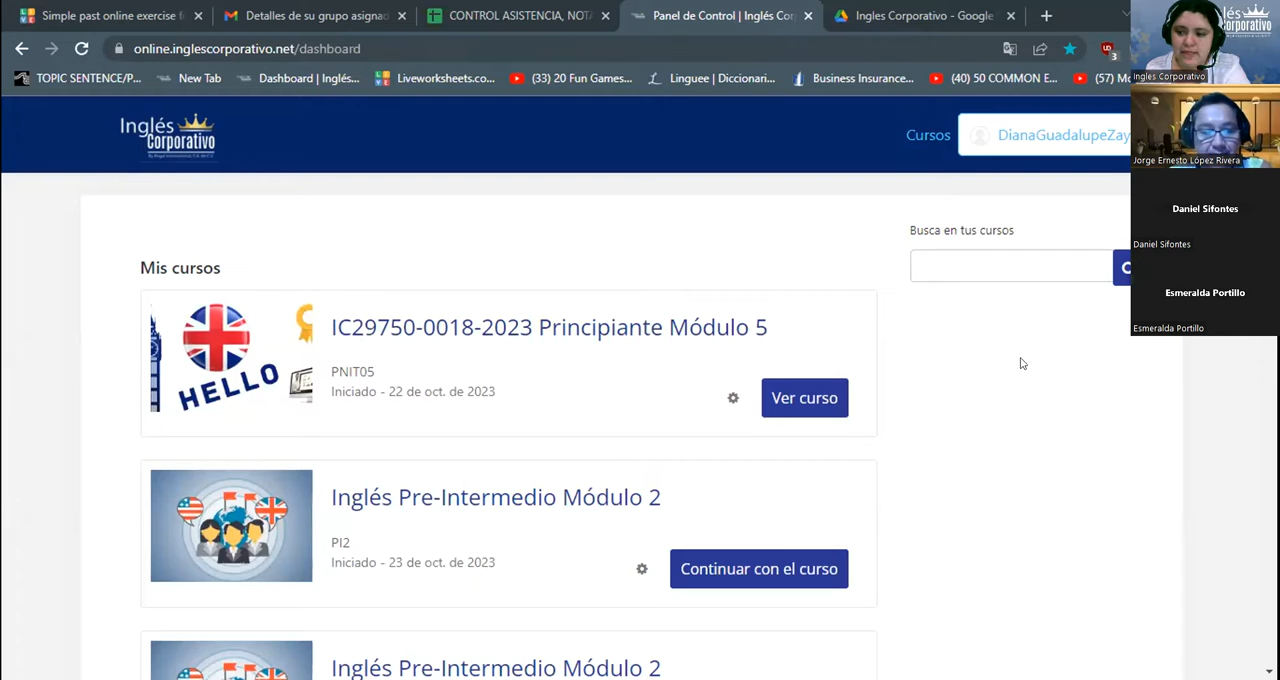 Simple past online exercise f
Detalles de su grupo asigna
CONTROL ASISTENCIA, NOTA
Panel de Control | Inglés Cor
Ingles Corporativo - Google
online.inglescorporativo.net/dashboard
3
TOPIC SENTENCE/P...
New Tab
Dashboard | Inglés...
Liveworksheets.co...
(33) 20 Fun Games...
Linguee | Diccionari...
Business Insurance...
(40) 50 COMMON E...
(57) Mo
Inglés
Corporativo
Cursos
DianaGuadalupeZay
Mis cursos
Busca en tus cursos
HELLO
IC29750-0018-2023 Principiante Módulo 5
PNIT05
Iniciado - 22 de oct. de 2023
Ver curso
Inglés Pre-Intermedio Módulo 2
PI2
Iniciado - 23 de oct. de 2023
Continuar con el curso
Inglés Pre-Intermedio Módulo 2
lés
orporativo
Ingles Corporativo
Jorge Ernesto López Rivera
Daniel Sifontes
Daniel Sifontes
Esmeralda Portillo
Esmeralda Portillo